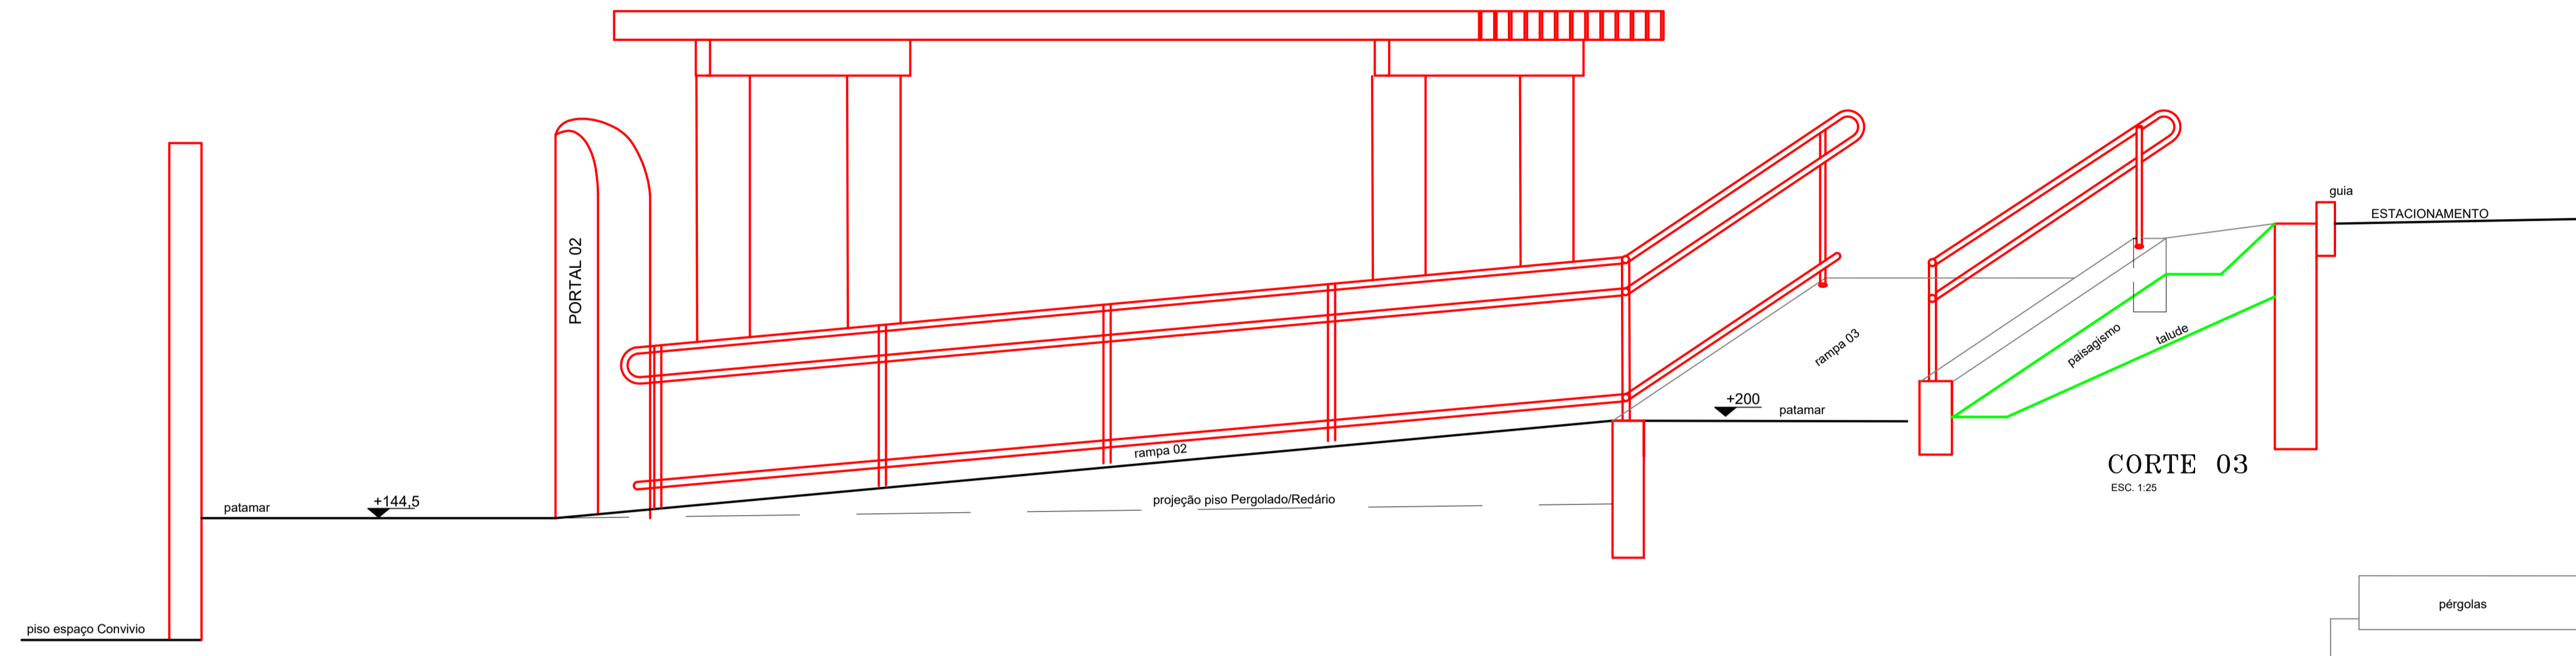 guia
ESTACIONAMENTO
PORTAL 02
rampa 03
paisagismo
talude
+200
patamar
rampa 02
CORTE 03
ESC. 1:25
+144,5
patamar
projeção piso Pergolado/Redário
pérgolas
piso espaço Convivio